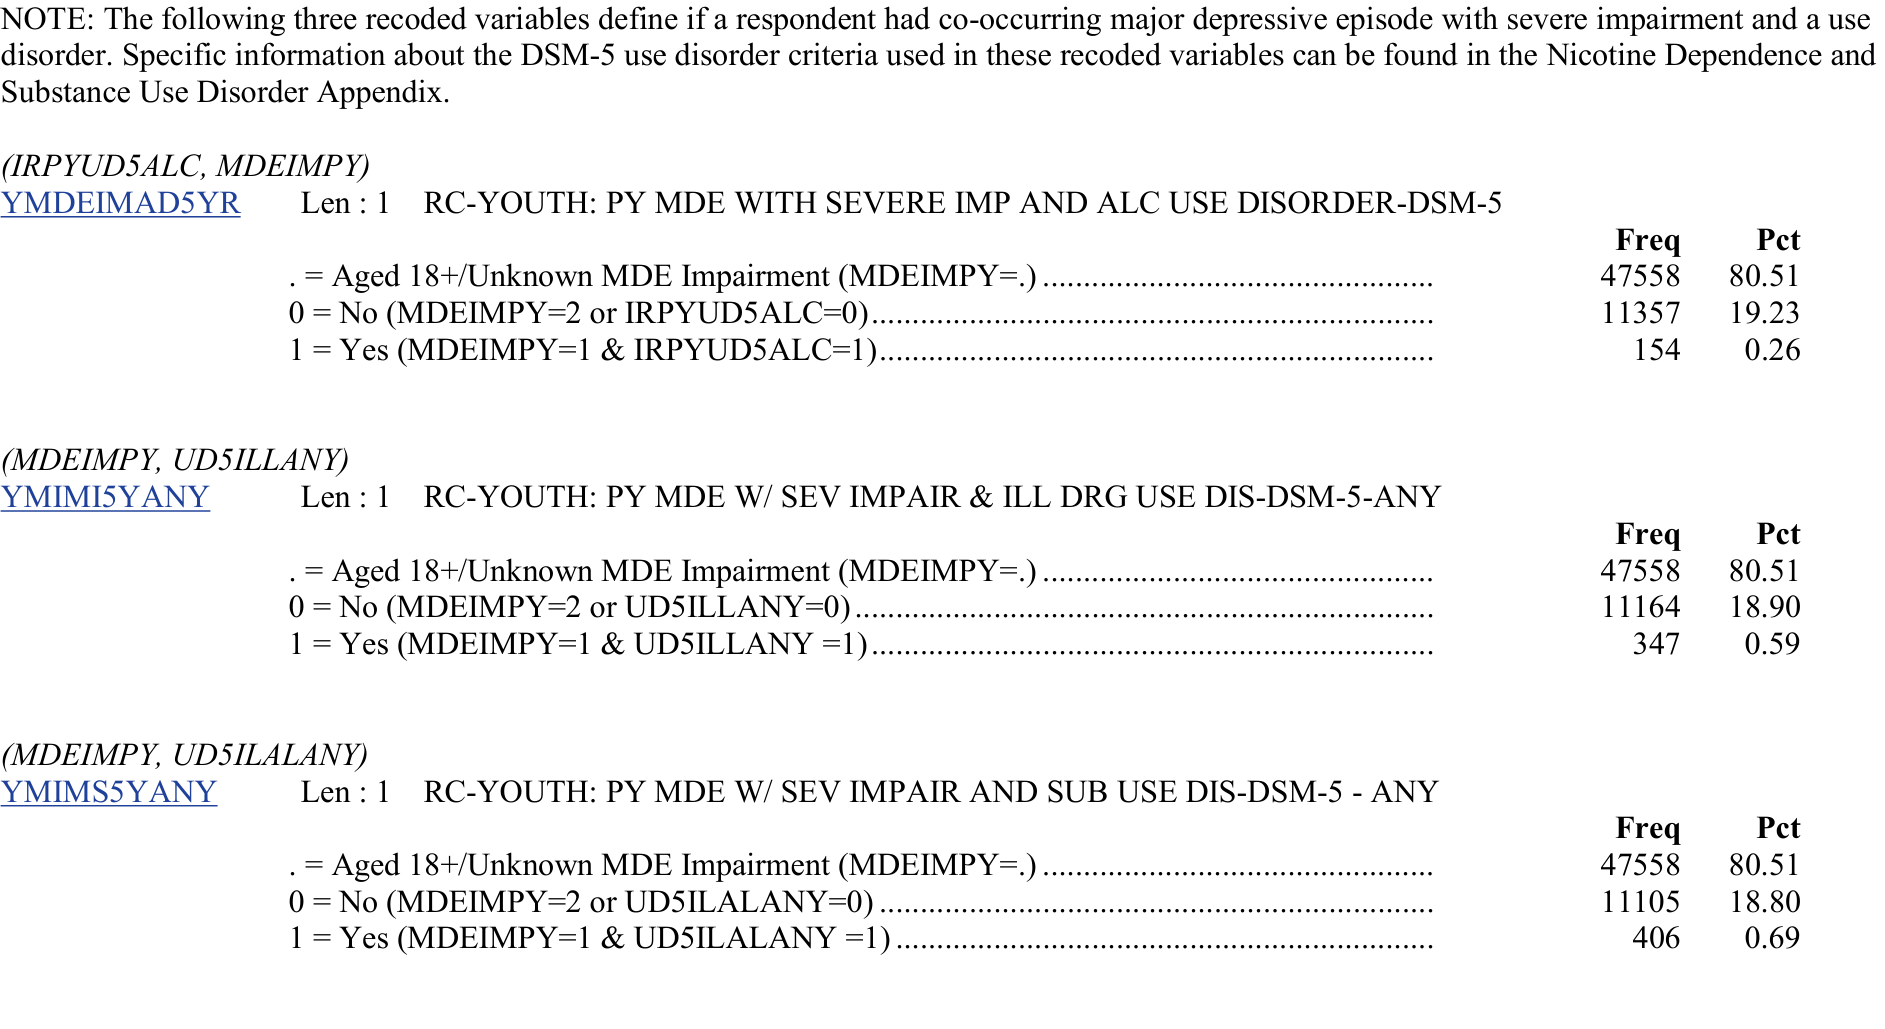 NOTE: The following three recoded variables define if a respondent had co-occurring major depressive episode with severe impairment and a use
disorder. Specific information about the DSM-5 use disorder criteria used in these recoded variables can be found in the Nicotine Dependence and
Substance Use Disorder Appendix.
(IRPYUD5ALC, MDEIMPY)
YMDEIMAD5YR Len : 1 RC-YOUTH: PY MDE WITH SEVERE IMP AND ALC USE DISORDER-DSM-5
Freq Pct
. = Aged 18+/Unknown MDE Impairment (MDEIMPY=.) ................................................ 47558 80.51
0 = No (MDEIMPY=2 or IRPYUD5ALC=0)..................................................................... 11357 19.23
1 = Yes (MDEIMPY=1 & IRPYUD5ALC=1).................................................................... 154 0.26
(MDEIMPY, UD5ILLANY)
YMIMI5YANY Len : 1 RC-YOUTH: PY MDE W/ SEV IMPAIR & ILL DRG USE DIS-DSM-5-ANY
Freq Pct
. = Aged 18+/Unknown MDE Impairment (MDEIMPY=.) ................................................ 47558 80.51
0 = No (MDEIMPY=2 or UD5ILLANY=0) ....................................................................... 11164 18.90
1 = Yes (MDEIMPY=1 & UD5ILLANY =1)..................................................................... 347 0.59
(MDEIMPY, UD5ILALANY)
YMIMS5YANY Len : 1 RC-YOUTH: PY MDE W/ SEV IMPAIR AND SUB USE DIS-DSM-5 - ANY
Freq Pct
. = Aged 18+/Unknown MDE Impairment (MDEIMPY=.) ................................................ 47558 80.51
0 = No (MDEIMPY=2 or UD5ILALANY=0) .................................................................... 11105 18.80
1 = Yes (MDEIMPY=1 & UD5ILALANY =1) .................................................................. 406 0.69